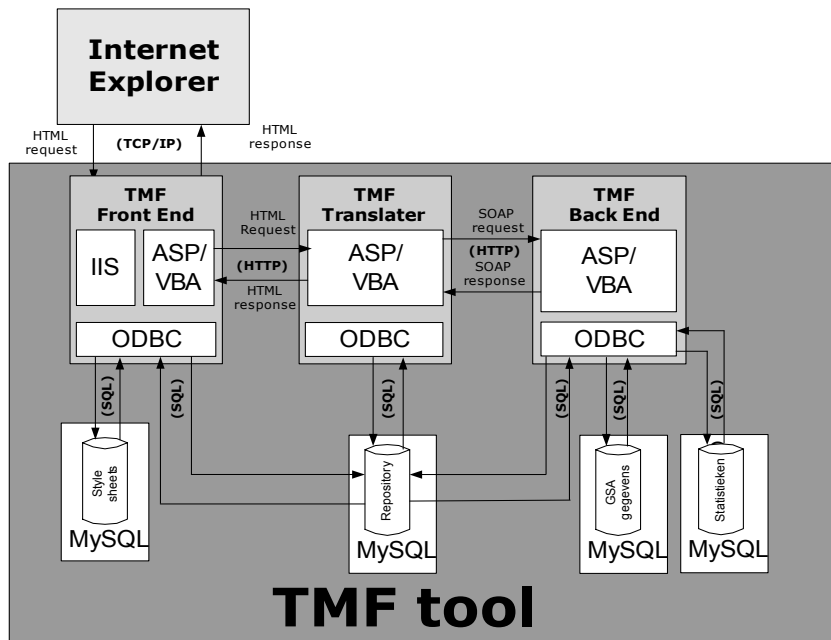 Internet
Explorer
HTML
request
(TCP/IP)
HTML
response
TMF
Front End
IIS
ASP/
VBA
ODBC
HTML
Request
(HTTP)
HTML
response
TMF
Translater
ASP/
VBA
ODBC
SOAP
request
(HTTP)
SOAP
response
TMF
Back End
ASP/
VBA
ODBC
(SQL)
(SQL)
(SQL)
(SQL)
(SQL)
(SQL)
Style
sheets
MySQL
Repository
MySQL
GSA
gegevens
MySQL
Statistieken
MySQL
TMF tool